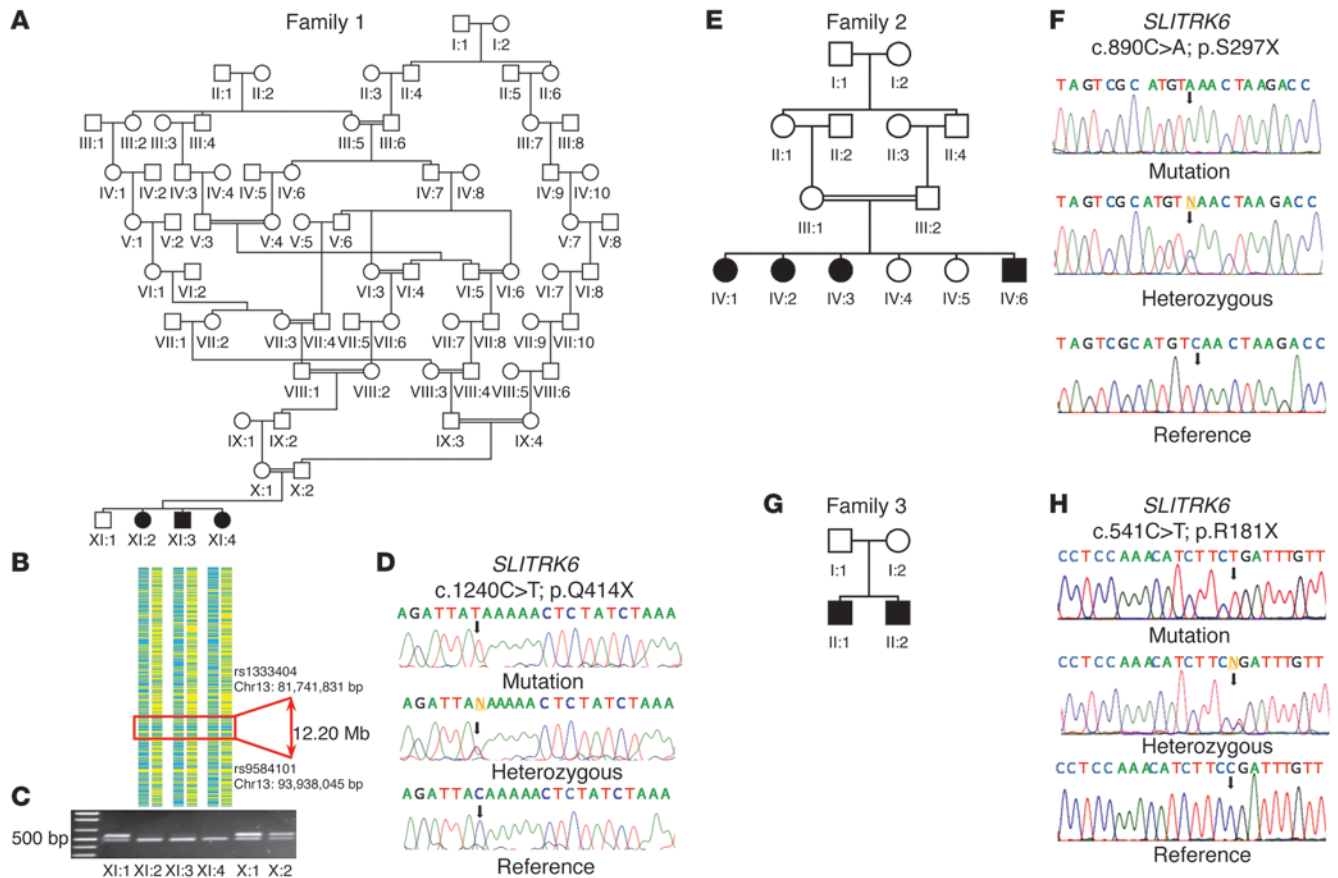 A
Family 1
I:1 I:2
II:1 II:2 II:3 II:4 II:5 II:6
III:1 III:2 III:3 III:4 III:5 III:6 III:7 III:8
IV:1 IV:2 IV:3 IV:4 IV:5 IV:6 IV:7 IV:8 IV:9 IV:10
V:1 V:2 V:3 V:4 V:5 V:6 V:7 V:8
VI:1 VI:2 VI:3 VI:4 VI:5 VI:6 VI:7 VI:8
VII:1 VII:2 VII:3 VII:4 VII:5 VII:6 VII:7 VII:8 VII:9 VII:10
VIII:1 VIII:2 VIII:3 VIII:4 VIII:5 VIII:6
IX:1 IX:2 IX:3 IX:4
X:1 X:2
XI:1 XI:2 XI:3 XI:4
B
rs1333404
Chr13: 81,741,831 bp
12.20 Mb
rs9584101
Chr13: 93,938,045 bp
C
500 bp
XI:1 XI:2 XI:3 XI:4 X:1 X:2
D
SLITRK6
c.1240C>T; p.Q414X
AGATTATAAAAACTCTATCTAAA
Mutation
AGATTANAAAAACTCTATCTAAA
Heterozygous
AGATTACAAAAACTCTATCTAAA
Reference
E
Family 2
I:1 I:2
II:1 II:2 II:3 II:4
III:1 III:2
IV:1 IV:2 IV:3 IV:4 IV:5 IV:6
F
SLITRK6
c.890C>A; p.S297X
TAGTCGC ATGTAAACTAAGACC
Mutation
TAGTCGCATGTNAACTAAGACC
Heterozygous
TAGTCGCATGTCAACTAAGACC
Reference
G
Family 3
I:1 I:2
II:1 II:2
H
SLITRK6
c.541C>T; p.R181X
CCTCCAAACATCTTCTGATTTGTT
Mutation
CCTCCAAACATCTTCNGATTTGTT
Heterozygous
CCTCCAAACATCTTCCGATTTGTT
Reference